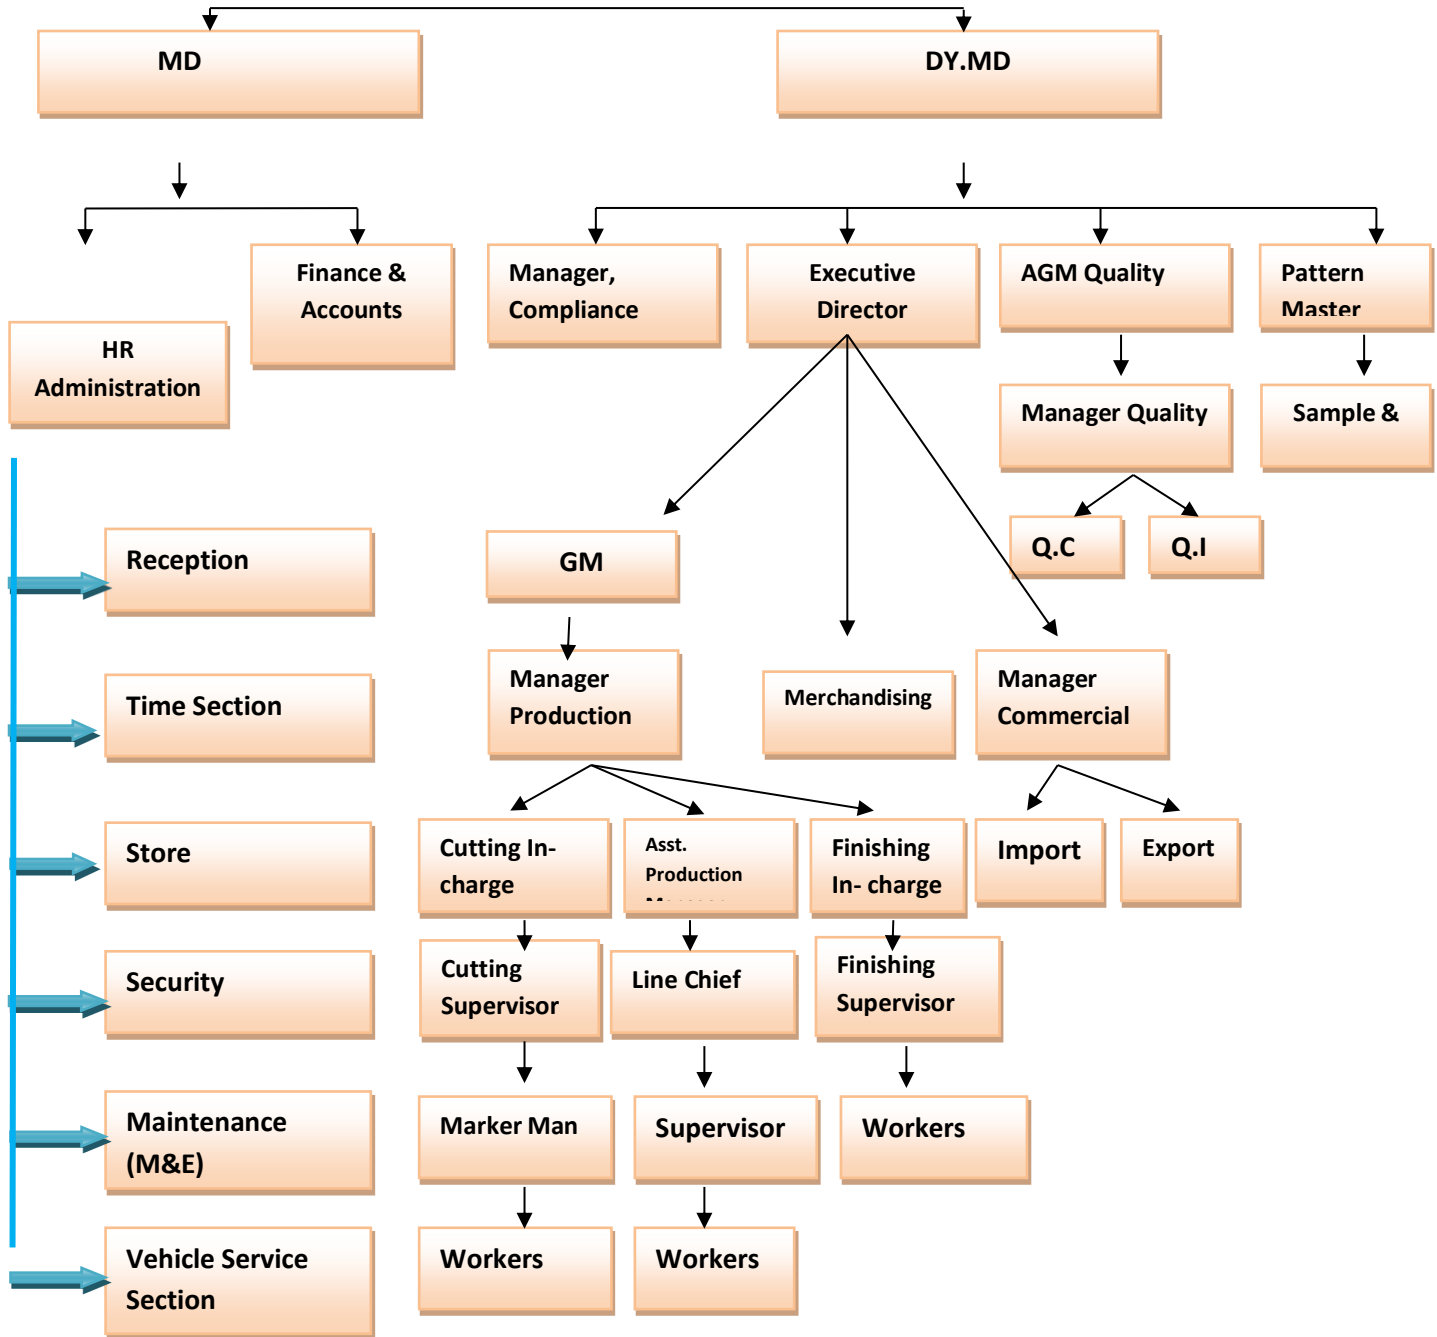 MD
DY.MD
Finance &
Accounts
Manager,
Compliance
Executive
Director
AGM Quality
Pattern
Master
HR
Administration
Manager Quality
Sample &
Reception
GM
Q.C
Q.I
Time Section
Manager
Production
Merchandising
Manager
Commercial
Store
Cutting In-
charge
Asst.
Production
Finishing
In- charge
Import
Export
Security
Cutting
Supervisor
Line Chief
Finishing
Supervisor
Maintenance
(M&E)
Marker Man
Supervisor
Workers
Vehicle Service
Section
Workers
Workers